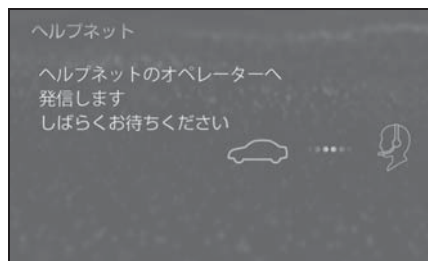 ヘルプネット
ヘルプネットのオペレーターへ
発信します
しばらくお待ちください